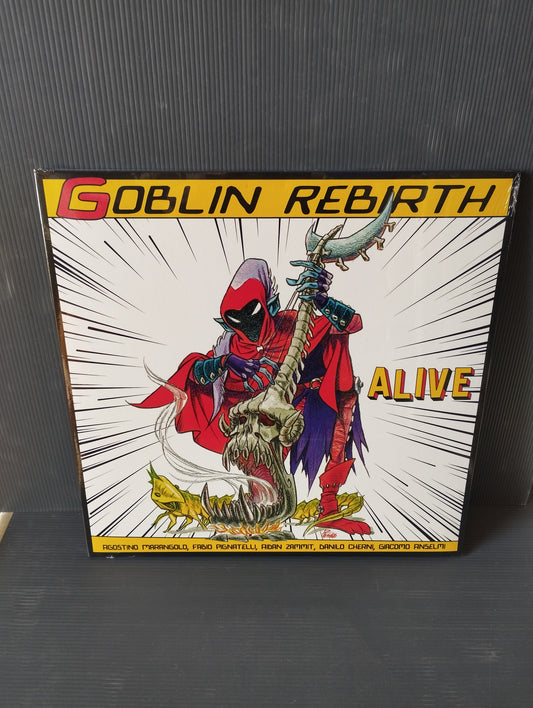 GOBLIN REBIRTH
ALIVE
AGOSTINO MARANGOLO, FABIO PIGNATELLI, AIDAN ZAMMIT, DANILO CHERNI, GIACOMO ANSELMI